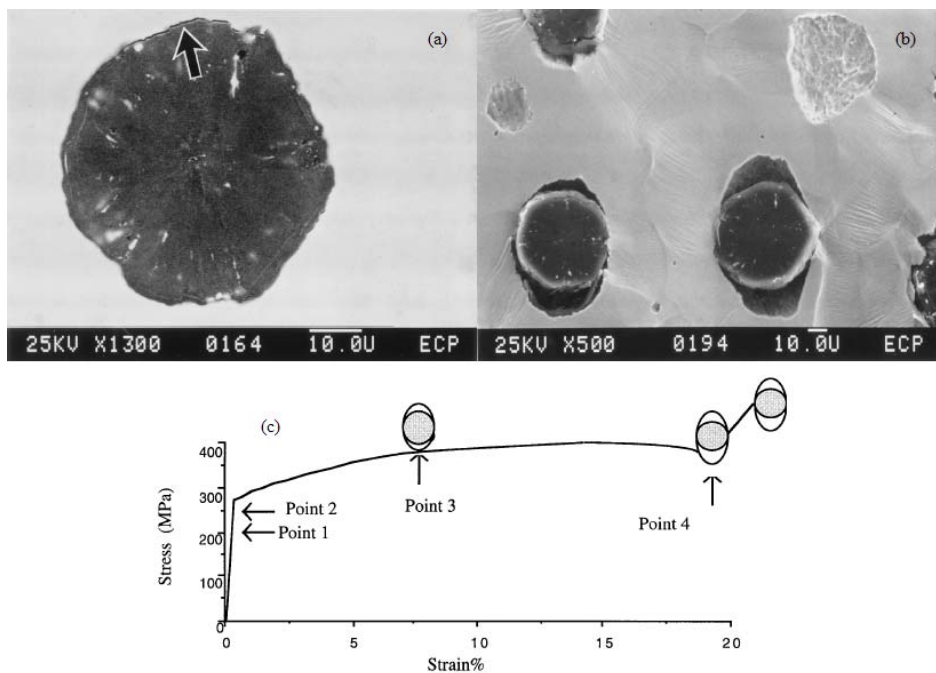 (a)
(b)
25KV X1300 0164 10.0U ECP
25KV X500 0194 10.0U ECP
(c)
400
300
200
100
0
Stress (MPa)
Point 2
Point 1
Point 3
Point 4
0 5 10 15 20
Strain%